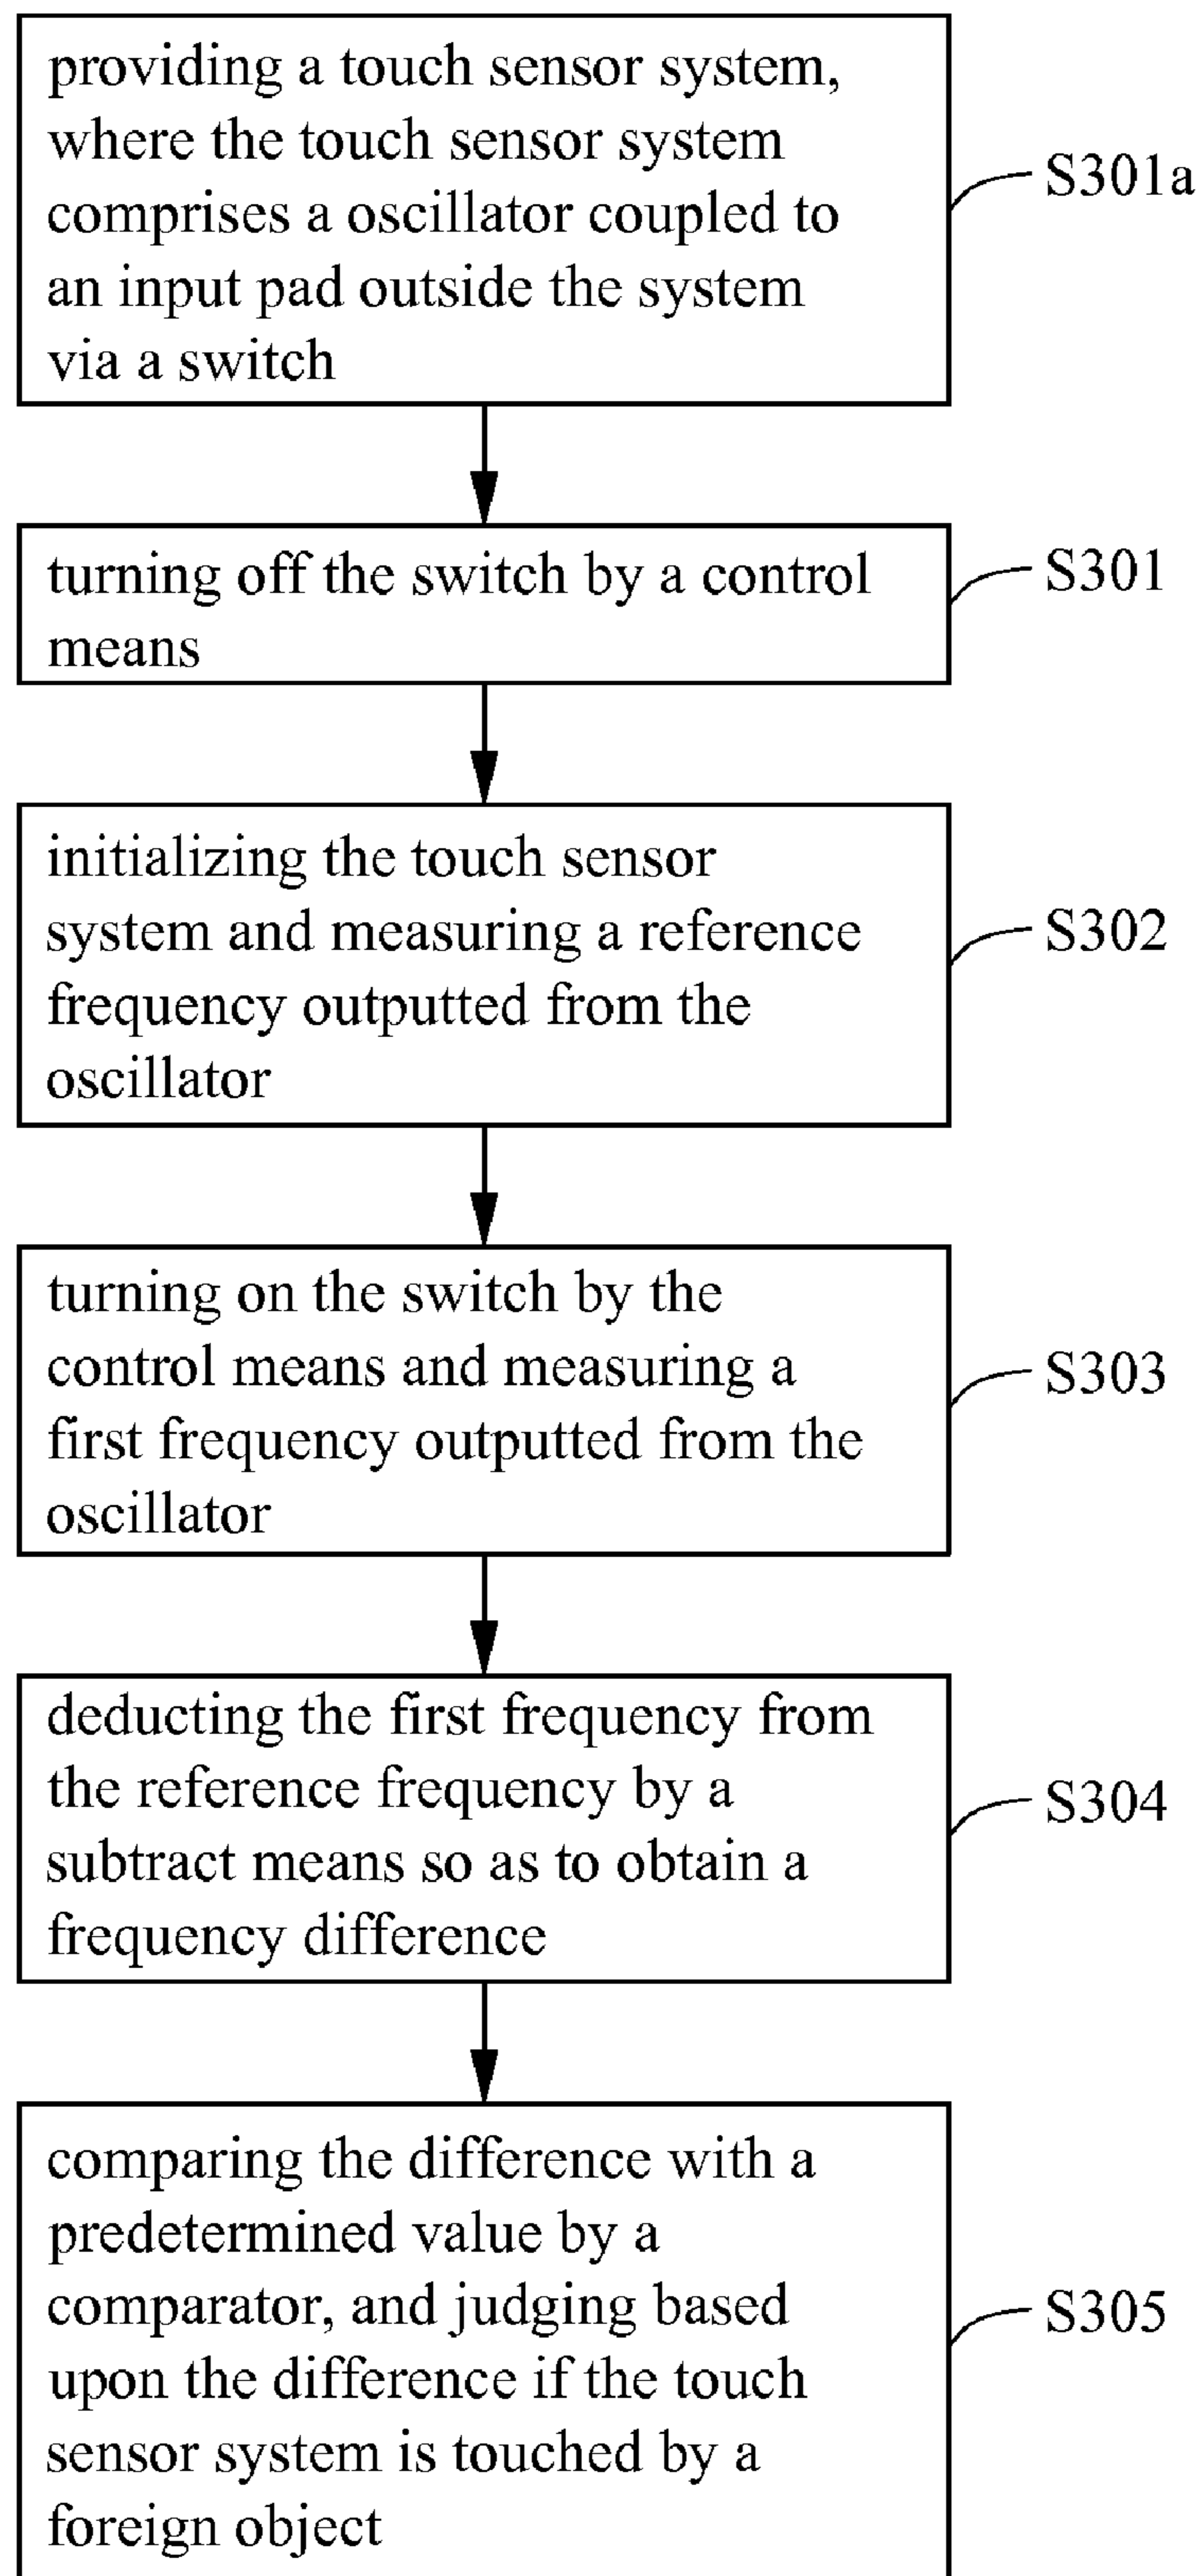 providing a touch sensor system,
where the touch sensor system
comprises a oscillator coupled to
an input pad outside the system
via a switch
S301a
turning off the switch by a control
means
S301
initializing the touch sensor
system and measuring a reference
frequency outputted from the
oscillator
S302
turning on the switch by the
control means and measuring a
first frequency outputted from the
oscillator
S303
deducting the first frequency from
the reference frequency by a
subtract means so as to obtain a
frequency difference
S304
comparing the difference with a
predetermined value by a
comparator, and judging based
upon the difference if the touch
sensor system is touched by a
foreign object
S305